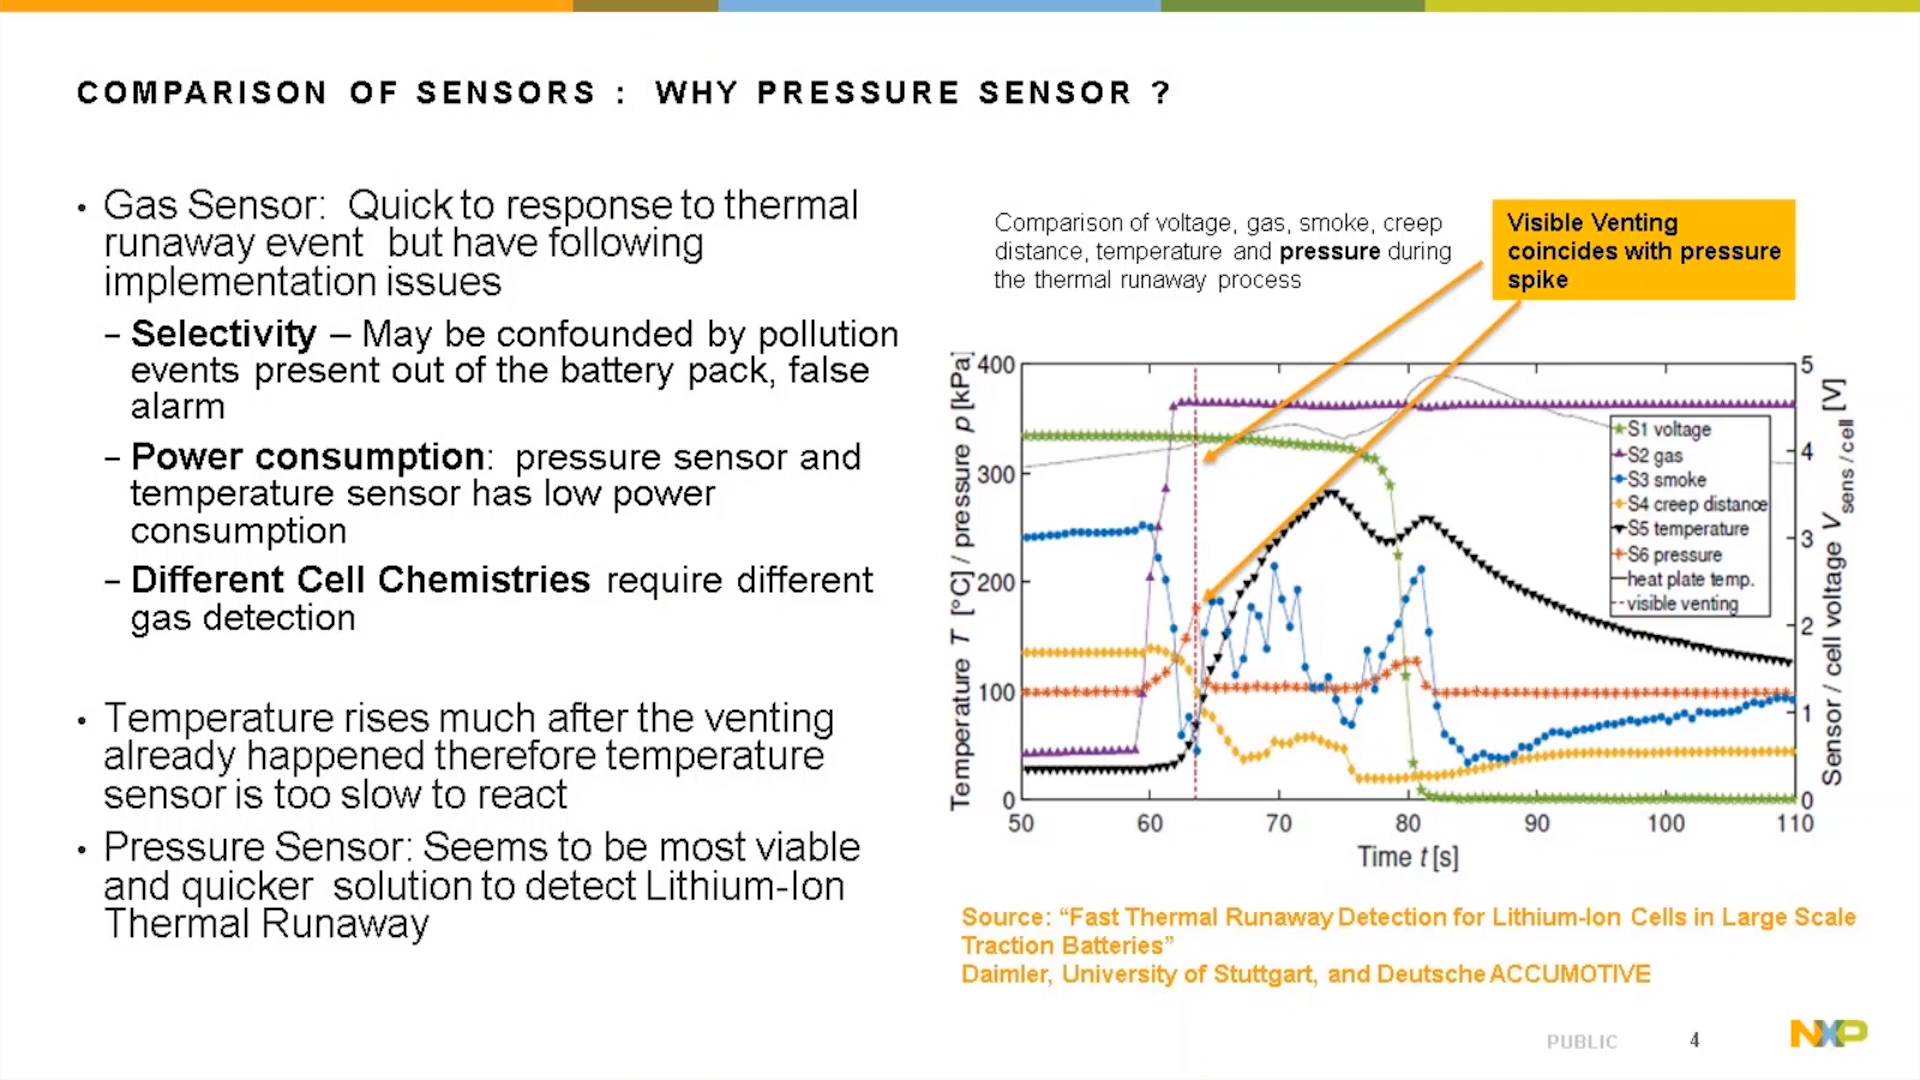 COMPARISON OF SENSORS : WHY PRESSURE SENSOR ?
• Gas Sensor: Quick to response to thermal
runaway event but have following
implementation issues
– Selectivity – May be confounded by pollution
events present out of the battery pack, false
alarm
– Power consumption: pressure sensor and
temperature sensor has low power
consumption
– Different Cell Chemistries require different
gas detection
• Temperature rises much after the venting
already happened therefore temperature
sensor is too slow to react
• Pressure Sensor: Seems to be most viable
and quicker solution to detect Lithium-Ion
Thermal Runaway
Comparison of voltage, gas, smoke, creep
distance, temperature and pressure during
the thermal runaway process
Visible Venting
coincides with pressure
spike
Temperature T [°C] / pressure p [kPa]
400
300
200
100
0
50 60 70 80 90 100 110
Time t [s]
5
4
3
2
1
0
Sensor / cell voltage V sens / cell [V]
S1 voltage
S2 gas
S3 smoke
S4 creep distance
S5 temperature
S6 pressure
heat plate temp.
visible venting
Source: “Fast Thermal Runaway Detection for Lithium-Ion Cells in Large Scale
Traction Batteries”
Daimler, University of Stuttgart, and Deutsche ACCUMOTIVE
PUBLIC 4 NXP